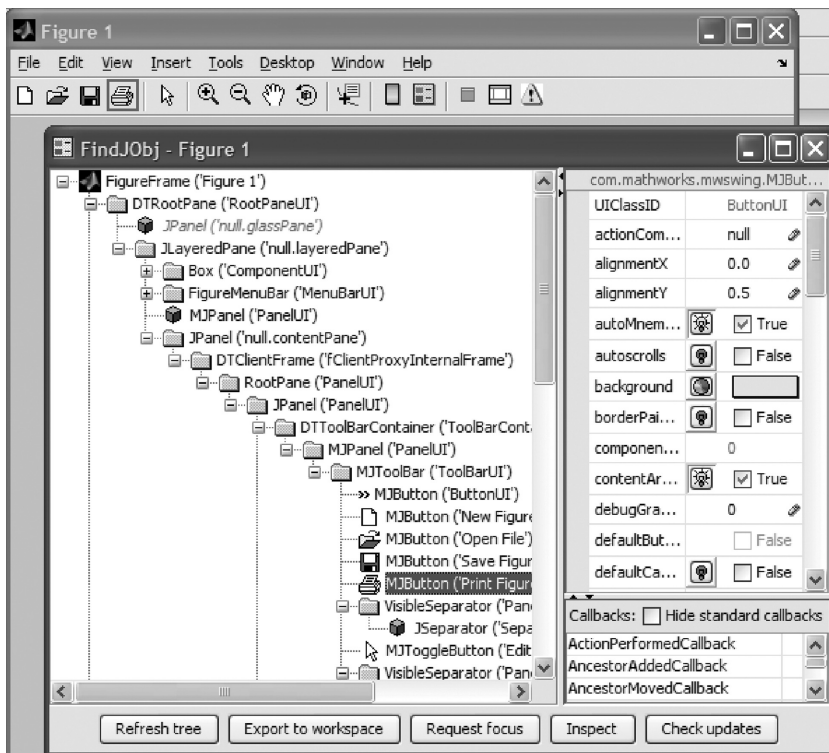 Figure 1
File Edit View Insert Tools Desktop Window Help
FindJObj - Figure 1
FigureFrame ('Figure 1')
DTRootPane ('RootPaneUI')
JPanel ('null.glassPane')
JLayeredPane ('null.layeredPane')
Box ('ComponentUI')
FigureMenuBar ('MenuBarUI')
MJPanel ('PanelUI')
JPanel ('null.contentPane')
DTClientFrame ('fClientProxyInternalFrame')
RootPane ('PanelUI')
JPanel ('PanelUI')
DTToolBarContainer ('ToolBarCont
MJPanel ('PanelUI')
MJToolBar ('ToolBarUI')
MJButton ('ButtonUI')
MJButton ('New Figure
MJButton ('Open File')
MJButton ('Save Figur
MJButton ('Print Figur
VisibleSeparator ('Pan
JSeparator ('Sepa
MJToggleButton ('Edit
VisibleSeparator ('Pan
com.mathworks.mwswing.MJBut...
UIClassID ButtonUI
actionCom... null
alignmentX 0.0
alignmentY 0.5
autoMnem... True
autoscrolls False
background
borderPai... False
componen... 0
contentAr... True
debugGra... 0
defaultBut... False
defaultCa... False
Callbacks: Hide standard callbacks
ActionPerformedCallback
AncestorAddedCallback
AncestorMovedCallback
Refresh tree Export to workspace Request focus Inspect Check updates